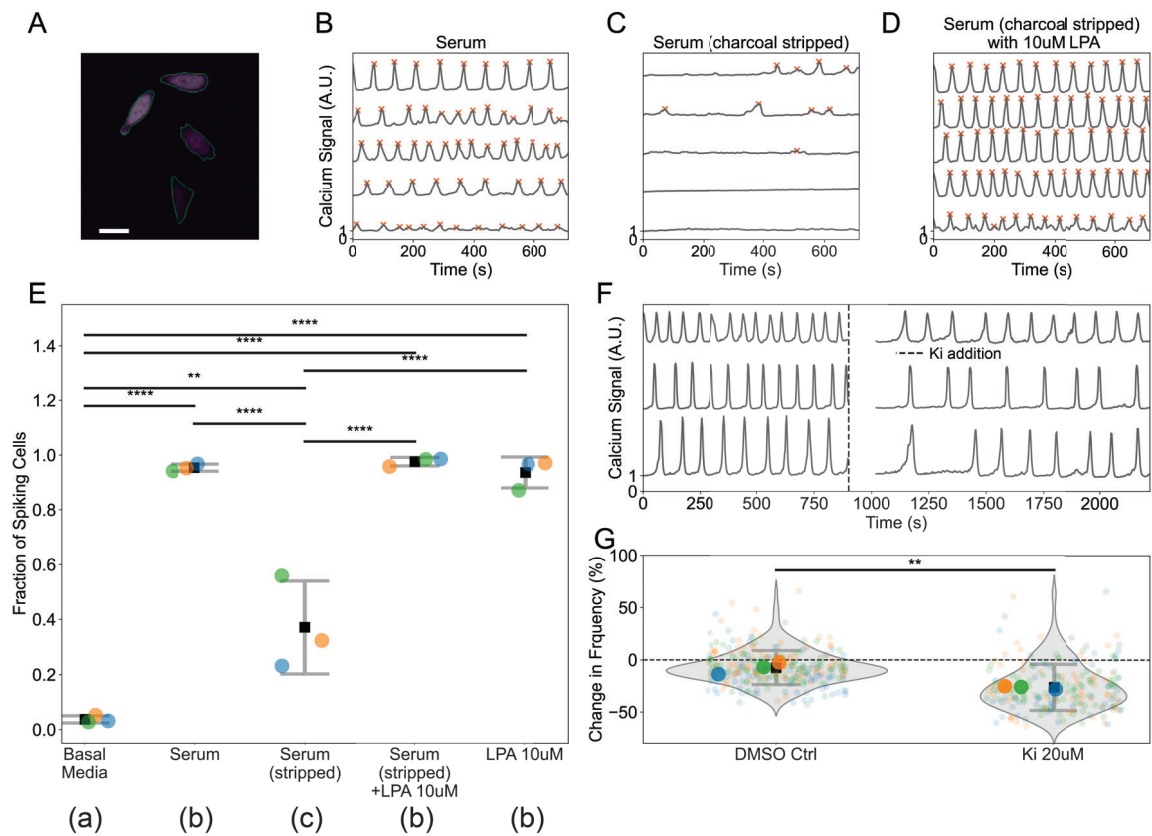 A
B
Serum
Calcium Signal (A.U.)
1
0
0
200
400
600
Time (s)
C
Serum (charcoal stripped)
0
200
400
600
Time (s)
D
Serum (charcoal stripped)
with 10uM LPA
1
0
0
200
400
600
Time (s)
E
Fraction of Spiking Cells
1.4
1.2
1.0
0.8
0.6
0.4
0.2
0.0
****
****
****
**
****
****
****
Basal
Media
Serum
Serum
(stripped)
Serum
(stripped)
+LPA 10uM
LPA 10uM
(a)
(b)
(c)
(b)
(b)
F
Calcium Signal (A.U.)
1
0
Ki addition
0
250
500
750
1000
1250
1500
1750
2000
Time (s)
G
Change in Frquency (%)
100
50
0
−50
**
DMSO Ctrl
Ki 20uM